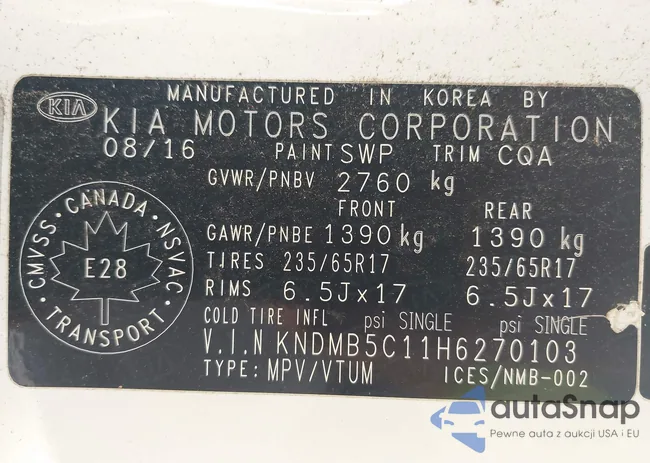 MANUFACTURED IN KOREA BY
KIA
KIA MOTORS CORPORATION
08/16 PAINT SWP TRIM CQA
GVWR/PNBV 2760 kg
FRONT REAR
GAWR/PNBE 1390 kg 1390 kg
TIRES 235/65R17 235/65R17
RIMS 6.5Jx17 6.5Jx17
COLD TIRE INFL psi SINGLE psi SINGLE
V.I.N KNDMB5C11H6270103
TYPE: MPV/VTUM ICES/NMB-002
CMVSS · CANADA · NSVAC · TRANSPORT ·
E28
autaSnap
Pewne auta z aukcji USA i EU